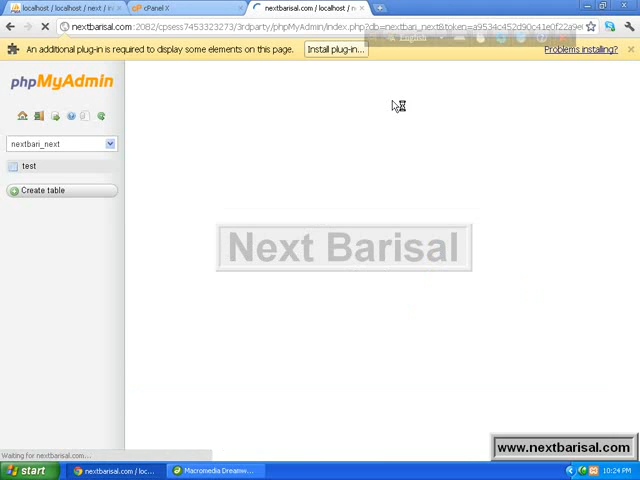 localhost / localhost / next / in
cPanel X
nextbarisal.com / localhost / n
nextbarisal.com:2082/cpsess7453323273/3rdparty/phpMyAdmin/index.php?db=nextbari_next&token=a9534c452d90c41e0f22a9e
English
An additional plug-in is required to display some elements on this page.
Install plug-in...
Problems installing?
phpMyAdmin
nextbari_next
test
Create table
Next Barisal
www.nextbarisal.com
Waiting for nextbarisal.com...
start
nextbarisal.com / loc...
Macromedia Dreamw...
10:24 PM